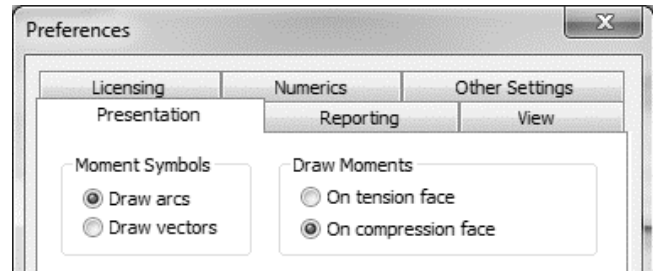 Preferences
X
Licensing Numerics Other Settings
Presentation Reporting View
Moment Symbols Draw Moments
Draw arcs On tension face
Draw vectors On compression face